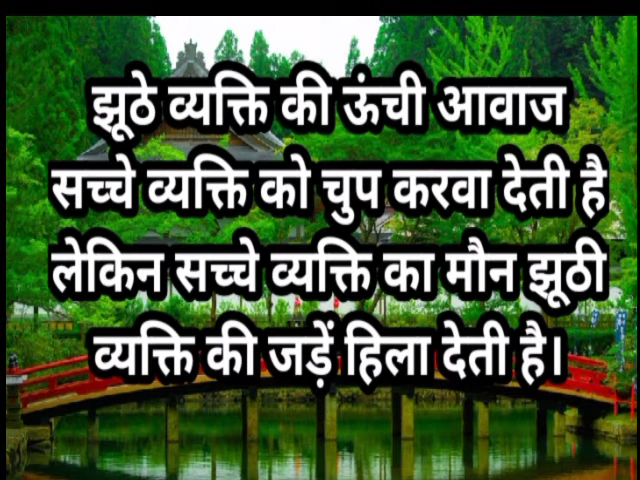 झूठे व्यक्ति की ऊंची आवाज
सच्चे व्यक्ति को चुप करवा देती है
लेकिन सच्चे व्यक्ति का मौन झूठी
व्यक्ति की जड़ें हिला देती है।